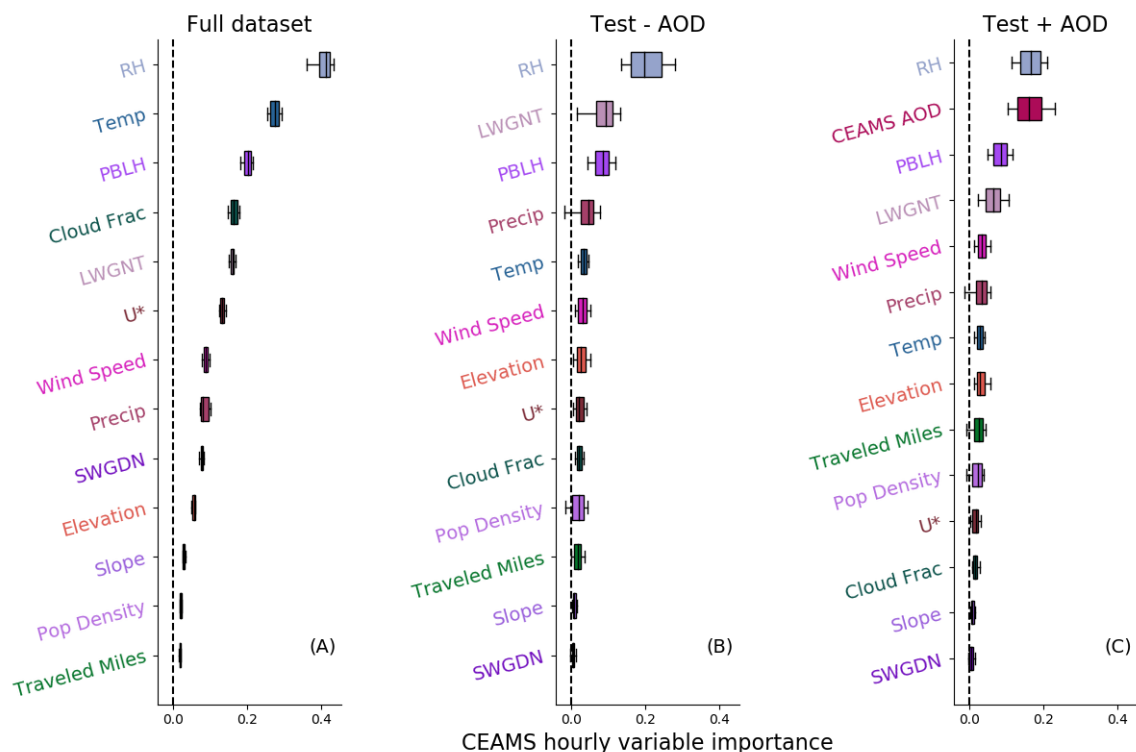 Full dataset
RH
Temp
PBLH
Cloud Frac
LWGNT
U*
Wind Speed
Precip
SWGDN
Elevation
Slope
Pop Density
Traveled Miles
(A)
0.0 0.2 0.4
Test - AOD
RH
LWGNT
PBLH
Precip
Temp
Wind Speed
Elevation
U*
Cloud Frac
Pop Density
Traveled Miles
Slope
SWGDN
(B)
0.0 0.2 0.4
Test + AOD
RH
CEAMS AOD
PBLH
LWGNT
Wind Speed
Precip
Temp
Elevation
Traveled Miles
Pop Density
U*
Cloud Frac
Slope
SWGDN
(C)
0.0 0.2 0.4
CEAMS hourly variable importance